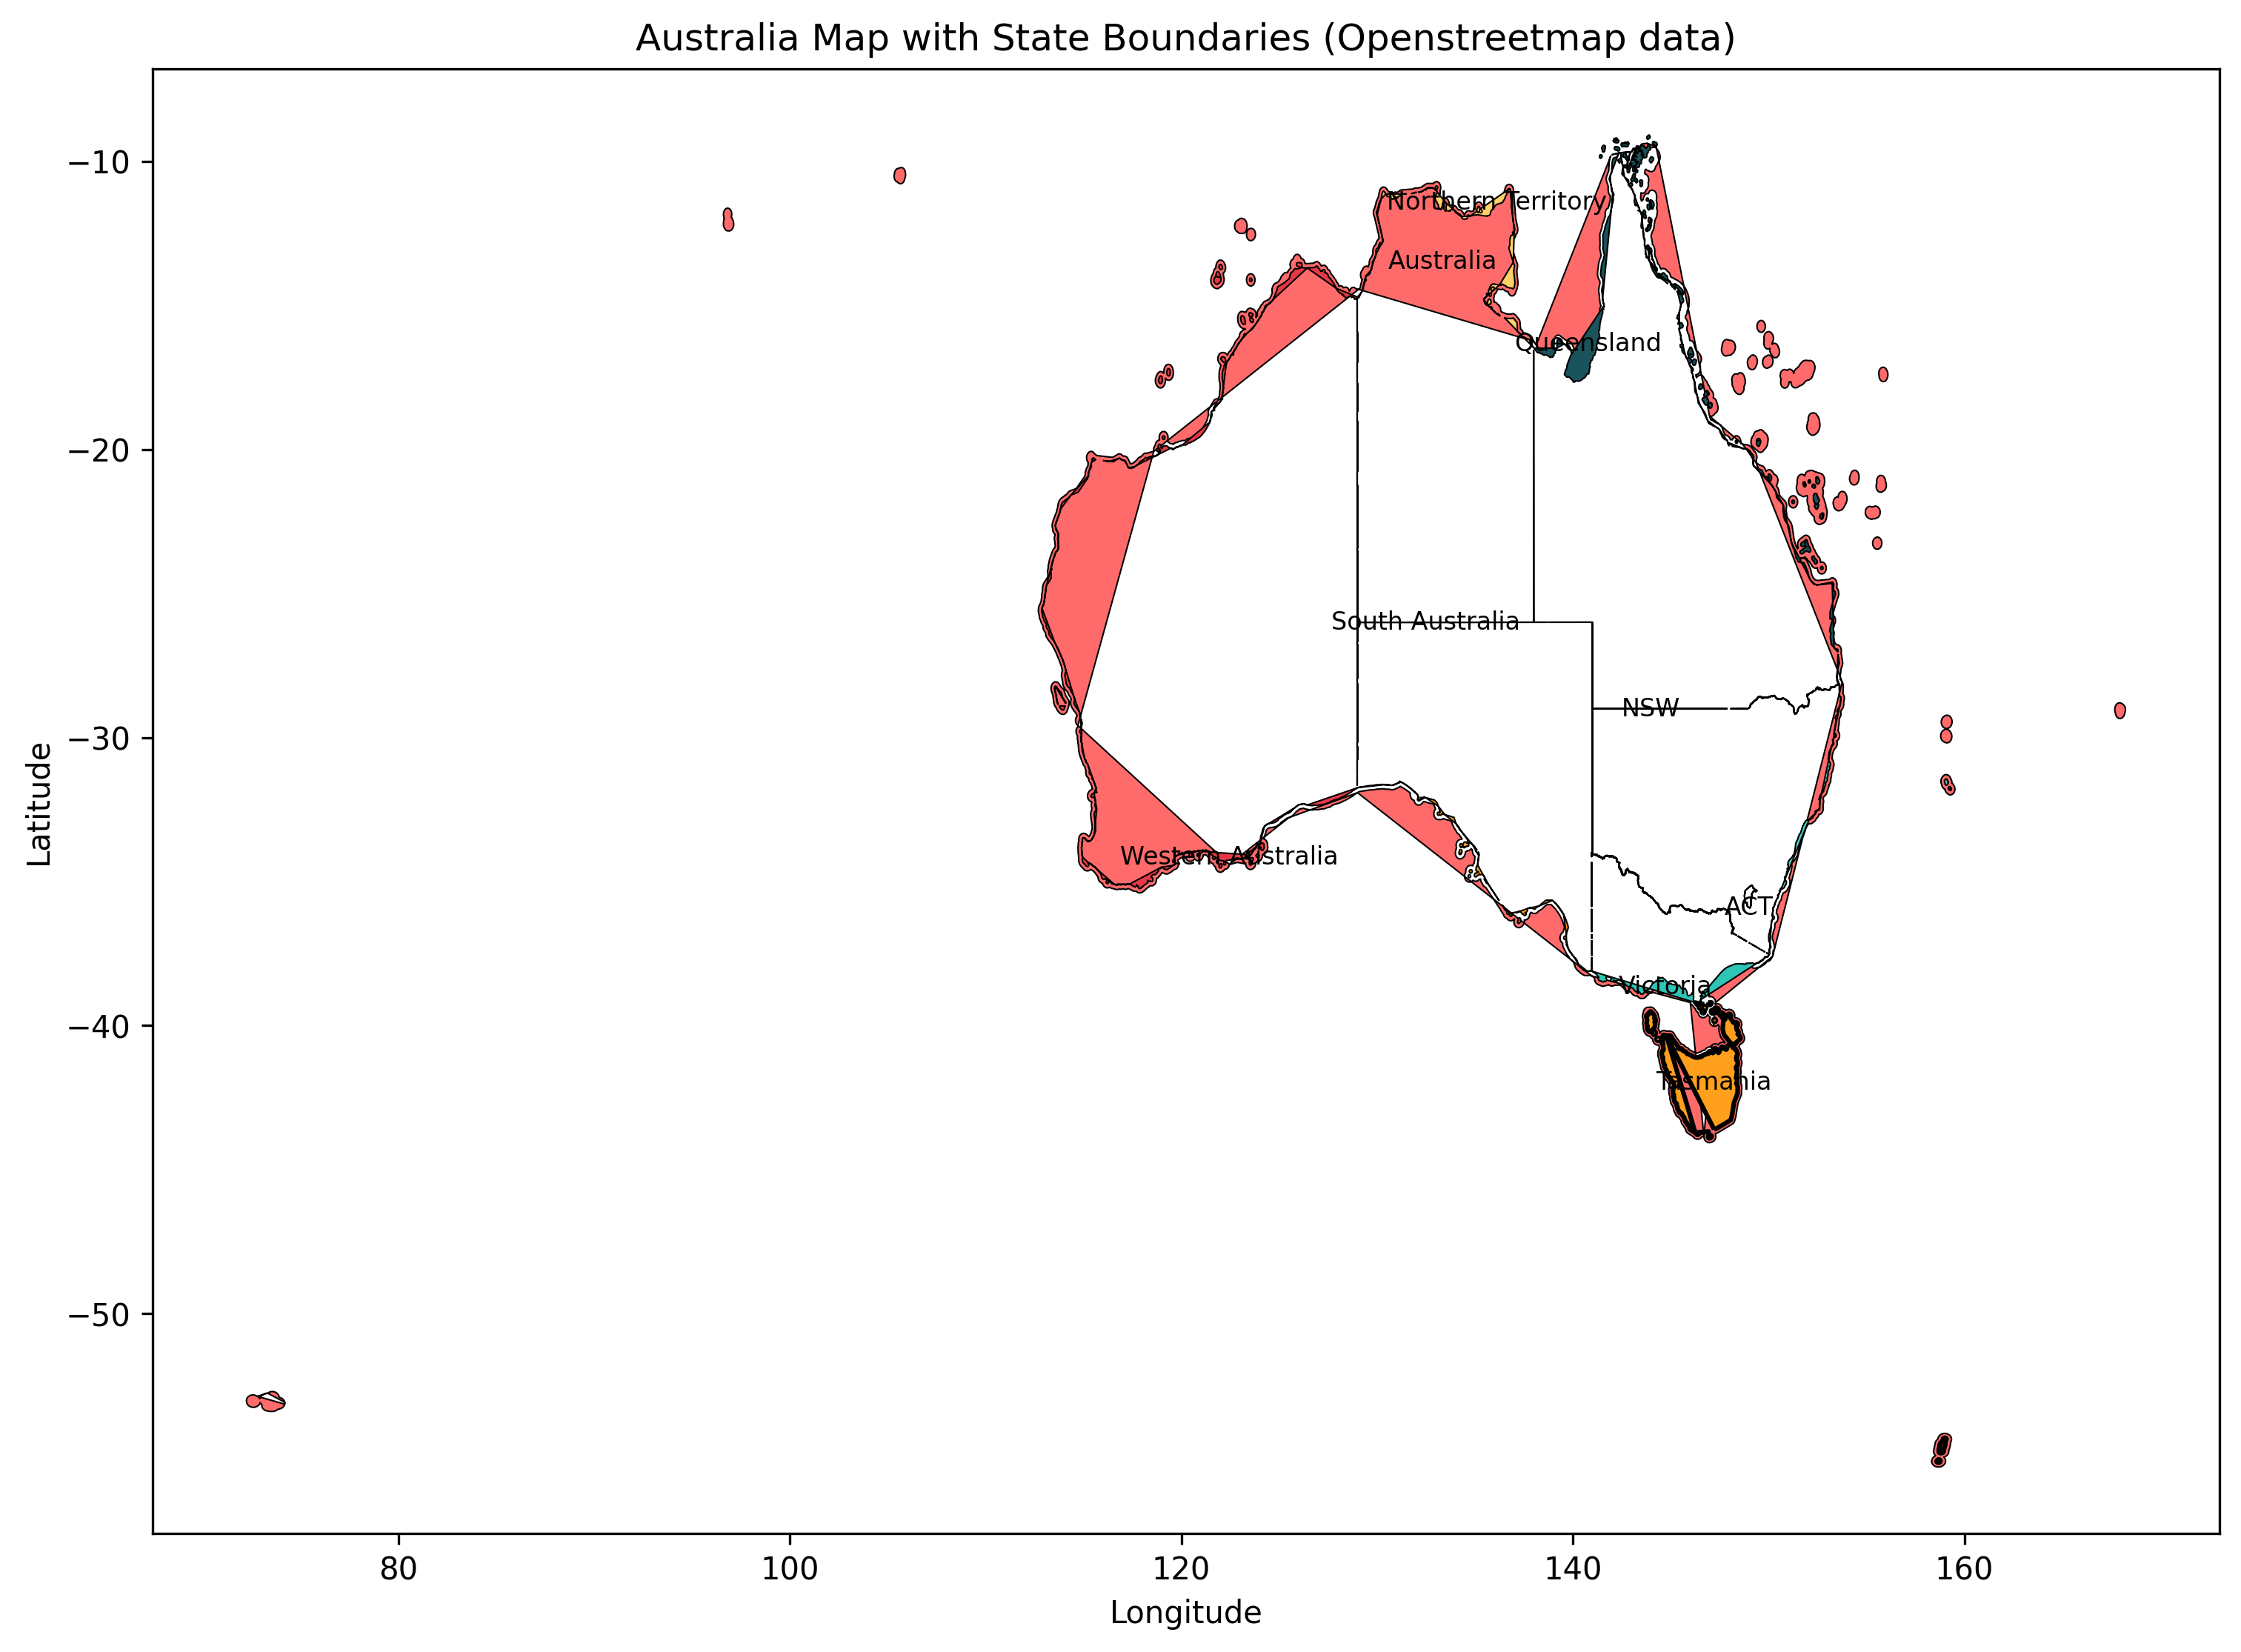 Australia Map with State Boundaries (Openstreetmap data)
−10
Northern Territory
Australia
Queensland
−20
South Australia
NSW
−30
Latitude
Western Australia
ACT
Victoria
−40
Tasmania
−50
80
100
120
140
160
Longitude